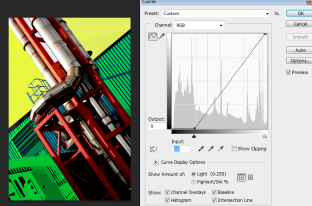 Curves
Preset: Custom
OK
Channel: RGB
Cancel
Smooth
Auto
Options...
Preview
Output:
0
Input:
Show Clipping
Curve Display Options
Show Amount of: Light (0-255)
Pigment/Ink %
Show: Channel Overlays Baseline
Histogram Intersection Line